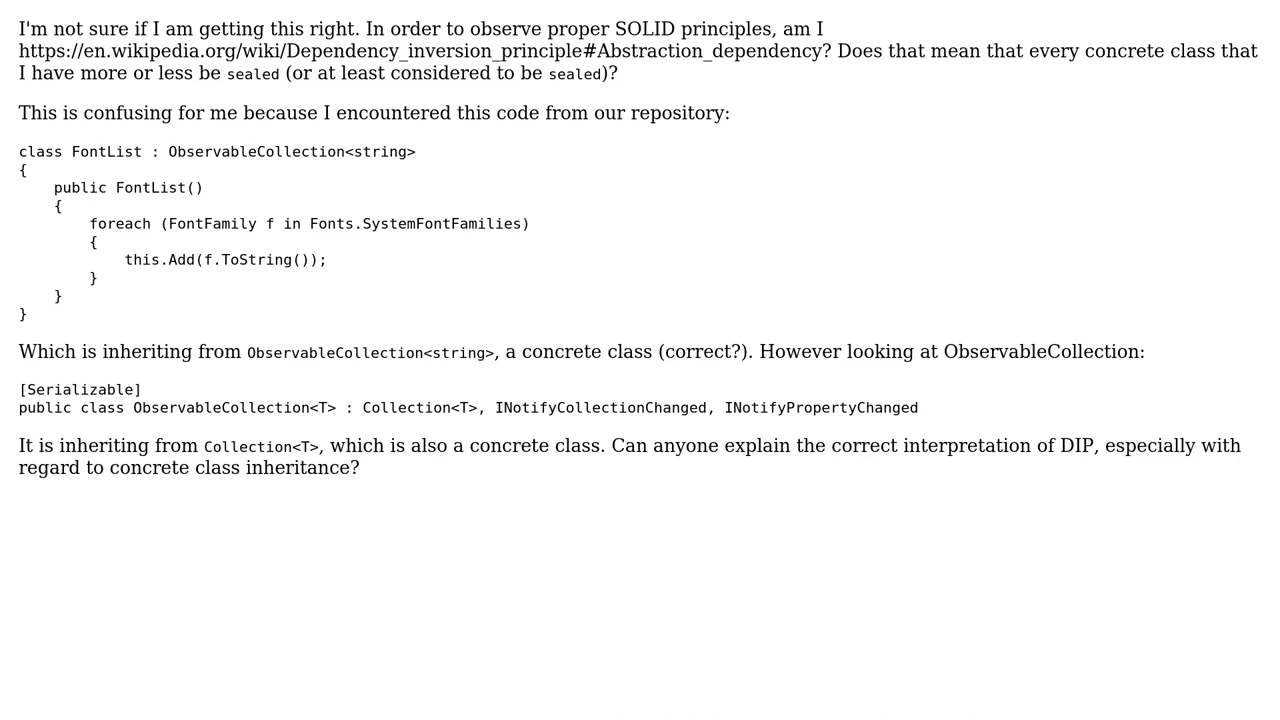 I'm not sure if I am getting this right. In order to observe proper SOLID principles, am I
https://en.wikipedia.org/wiki/Dependency_inversion_principle#Abstraction_dependency? Does that mean that every concrete class that
I have more or less be sealed (or at least considered to be sealed)?
This is confusing for me because I encountered this code from our repository:
class FontList : ObservableCollection<string>
{
    public FontList()
    {
        foreach (FontFamily f in Fonts.SystemFontFamilies)
        {
            this.Add(f.ToString());
        }
    }
}
Which is inheriting from ObservableCollection<string>, a concrete class (correct?). However looking at ObservableCollection:
[Serializable]
public class ObservableCollection<T> : Collection<T>, INotifyCollectionChanged, INotifyPropertyChanged
It is inheriting from Collection<T>, which is also a concrete class. Can anyone explain the correct interpretation of DIP, especially with
regard to concrete class inheritance?